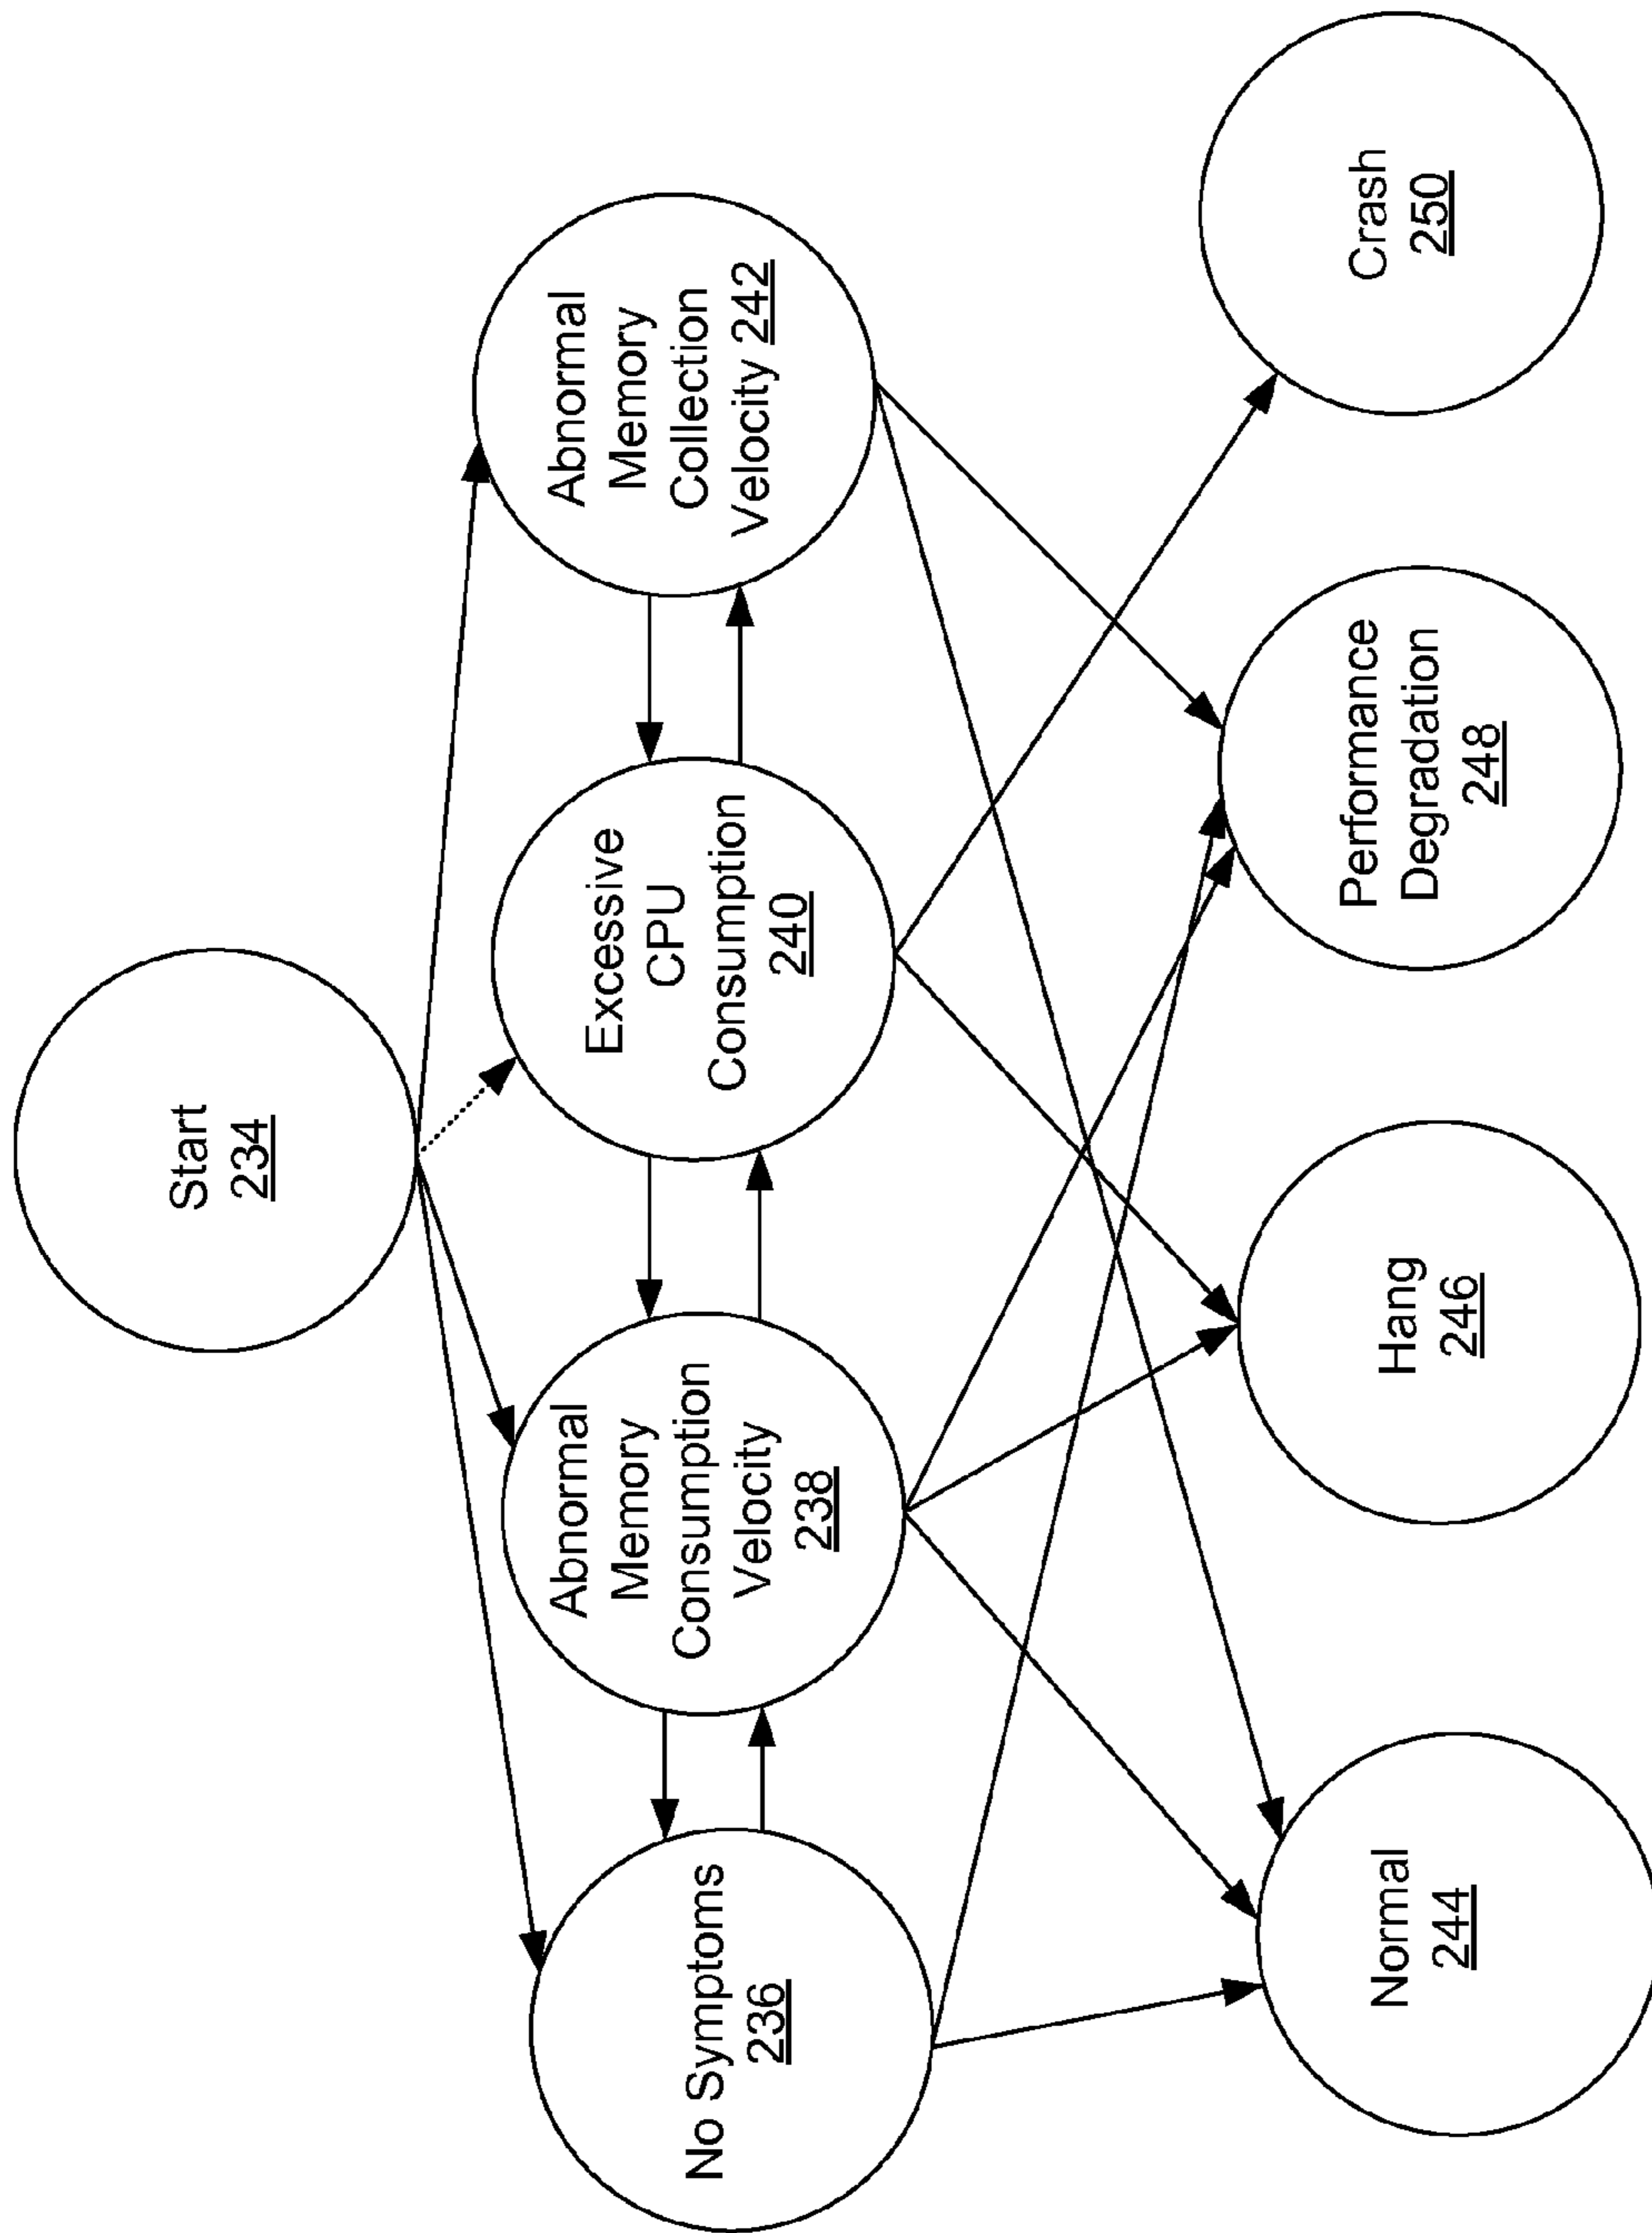 Start
234
No Symptoms
236
Abnormal
Memory
Consumption
Velocity
238
Excessive
CPU
Consumption
240
Abnormal
Memory
Collection
Velocity 242
Normal
244
Hang
246
Performance
Degradation
248
Crash
250